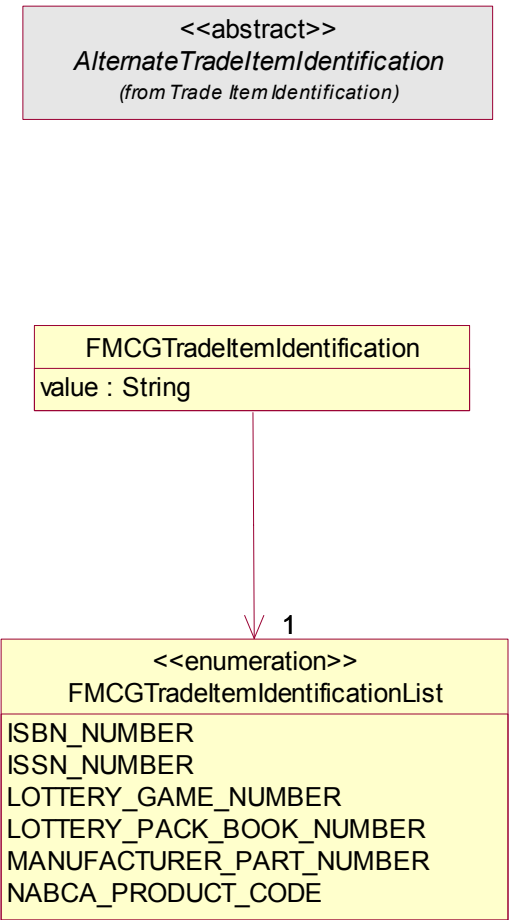 <<abstract>>
AlternateTradeItemIdentification
(from Trade Item Identification)
FMCGTradeItemIdentification
value : String
1
<<enumeration>>
FMCGTradeItemIdentificationList
ISBN_NUMBER
ISSN_NUMBER
LOTTERY_GAME_NUMBER
LOTTERY_PACK_BOOK_NUMBER
MANUFACTURER_PART_NUMBER
NABCA_PRODUCT_CODE